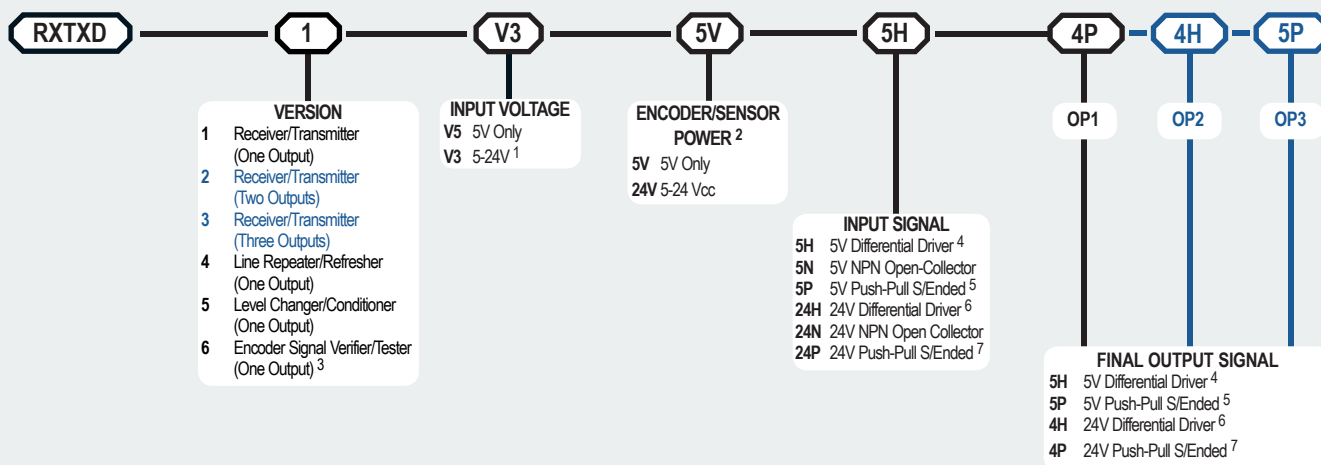 RXTXD 1 V3 5V 5H 4P 4H 5P
VERSION
1 Receiver/Transmitter
(One Output)
2 Receiver/Transmitter
(Two Outputs)
3 Receiver/Transmitter
(Three Outputs)
4 Line Repeater/Refresher
(One Output)
5 Level Changer/Conditioner
(One Output)
6 Encoder Signal Verifier/Tester
(One Output) 3
INPUT VOLTAGE
V5 5V Only
V3 5-24V 1
ENCODER/SENSOR
POWER 2
5V 5V Only
24V 5-24 Vcc
INPUT SIGNAL
5H 5V Differential Driver 4
5N 5V NPN Open-Collector
5P 5V Push-Pull S/Ended 5
24H 24V Differential Driver 6
24N 24V NPN Open Collector
24P 24V Push-Pull S/Ended 7
OP1 OP2 OP3
FINAL OUTPUT SIGNAL
5H 5V Differential Driver 4
5P 5V Push-Pull S/Ended 5
4H 24V Differential Driver 6
4P 24V Push-Pull S/Ended 7